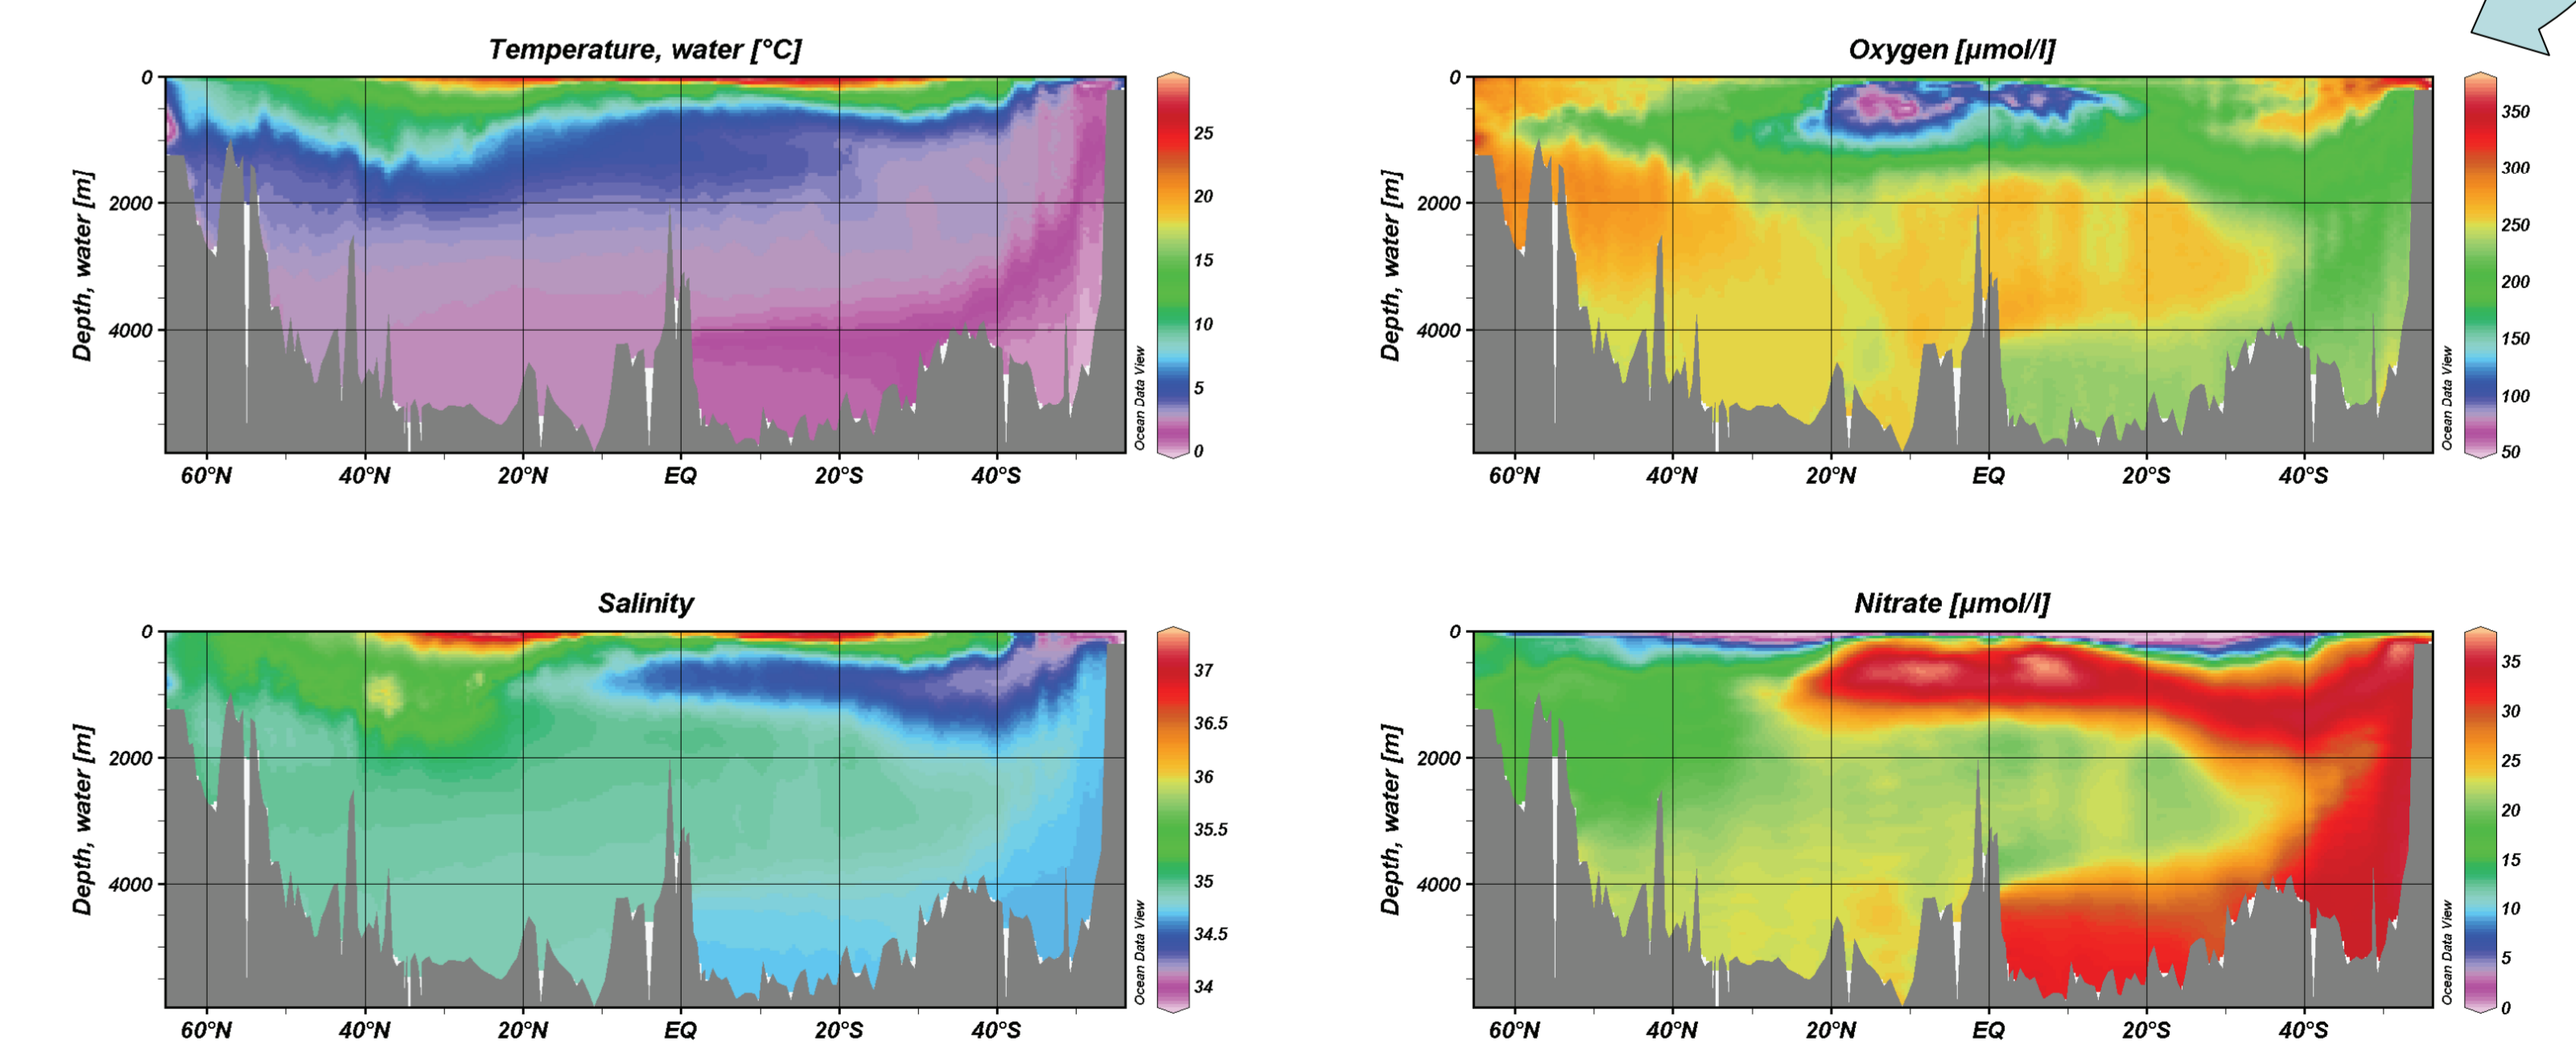 Temperature, water [°C]
0
2000
4000
Depth, water [m]
60°N 40°N 20°N EQ 20°S 40°S
25
20
15
10
5
0
Ocean Data View
Oxygen [µmol/l]
0
2000
4000
Depth, water [m]
60°N 40°N 20°N EQ 20°S 40°S
350
300
250
200
150
100
50
Ocean Data View
Salinity
0
2000
4000
Depth, water [m]
60°N 40°N 20°N EQ 20°S 40°S
37
36.5
36
35.5
35
34.5
34
Ocean Data View
Nitrate [µmol/l]
0
2000
4000
Depth, water [m]
60°N 40°N 20°N EQ 20°S 40°S
35
30
25
20
15
10
5
0
Ocean Data View